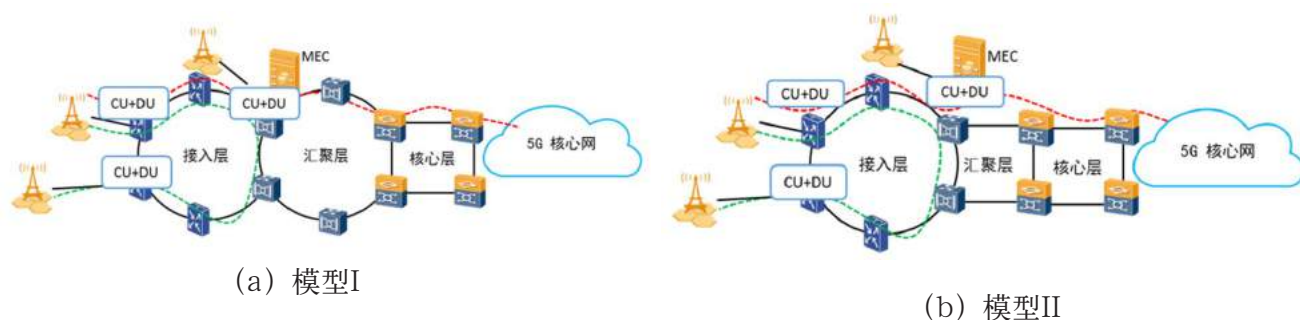 MEC
CU+DU
CU+DU
CU+DU
接入层
汇聚层
核心层
5G 核心网
(a) 模型I
MEC
CU+DU
CU+DU
CU+DU
接入层
汇聚层
核心层
5G 核心网
(b) 模型II